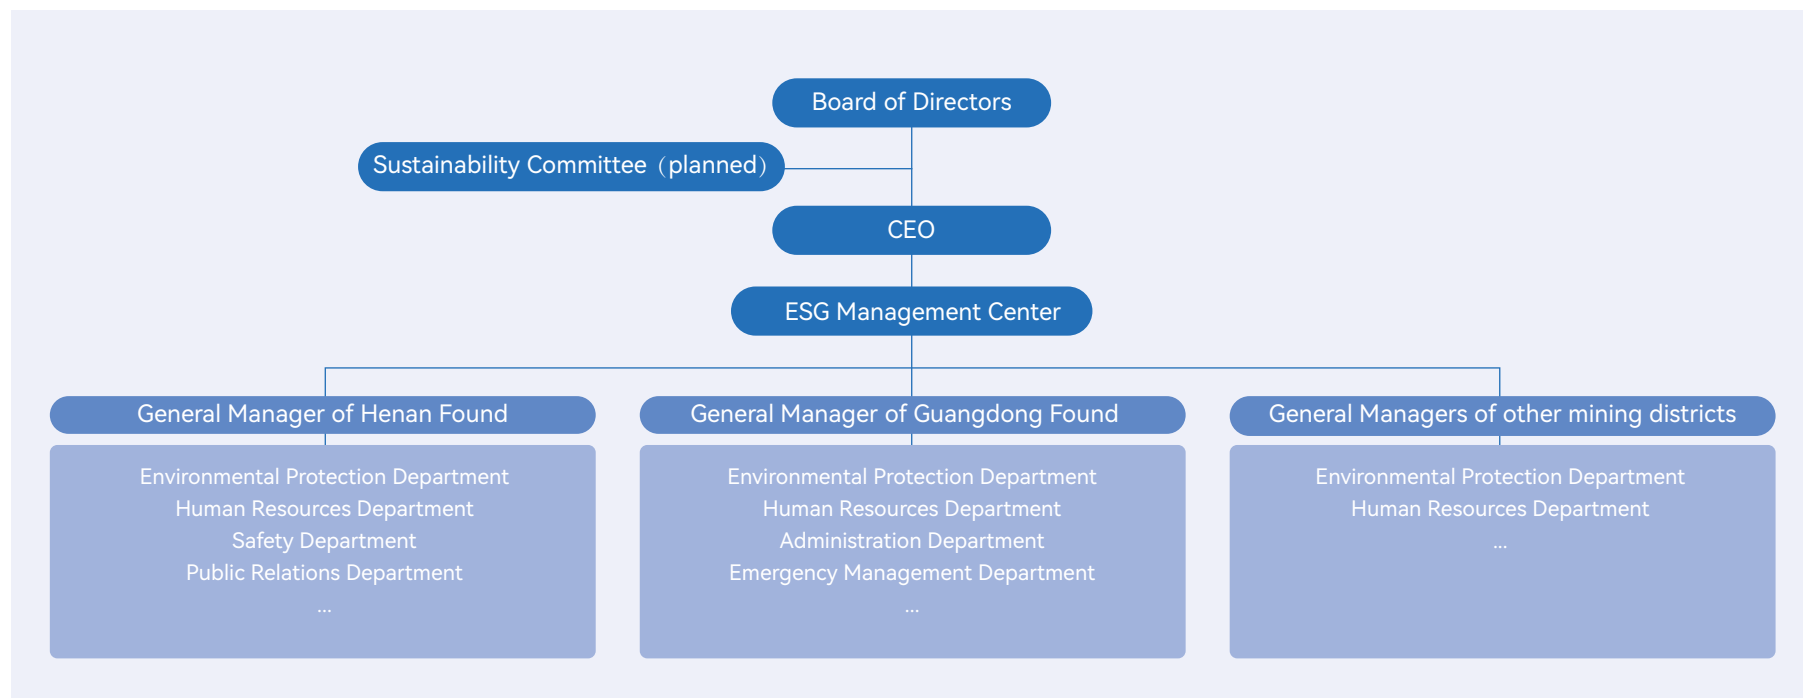 Board of Directors
Sustainability Committee（planned）
CEO
ESG Management Center
General Manager of Henan Found
Environmental Protection Department
Human Resources Department
Safety Department
Public Relations Department
...
General Manager of Guangdong Found
Environmental Protection Department
Human Resources Department
Administration Department
Emergency Management Department
...
General Managers of other mining districts
Environmental Protection Department
Human Resources Department
...